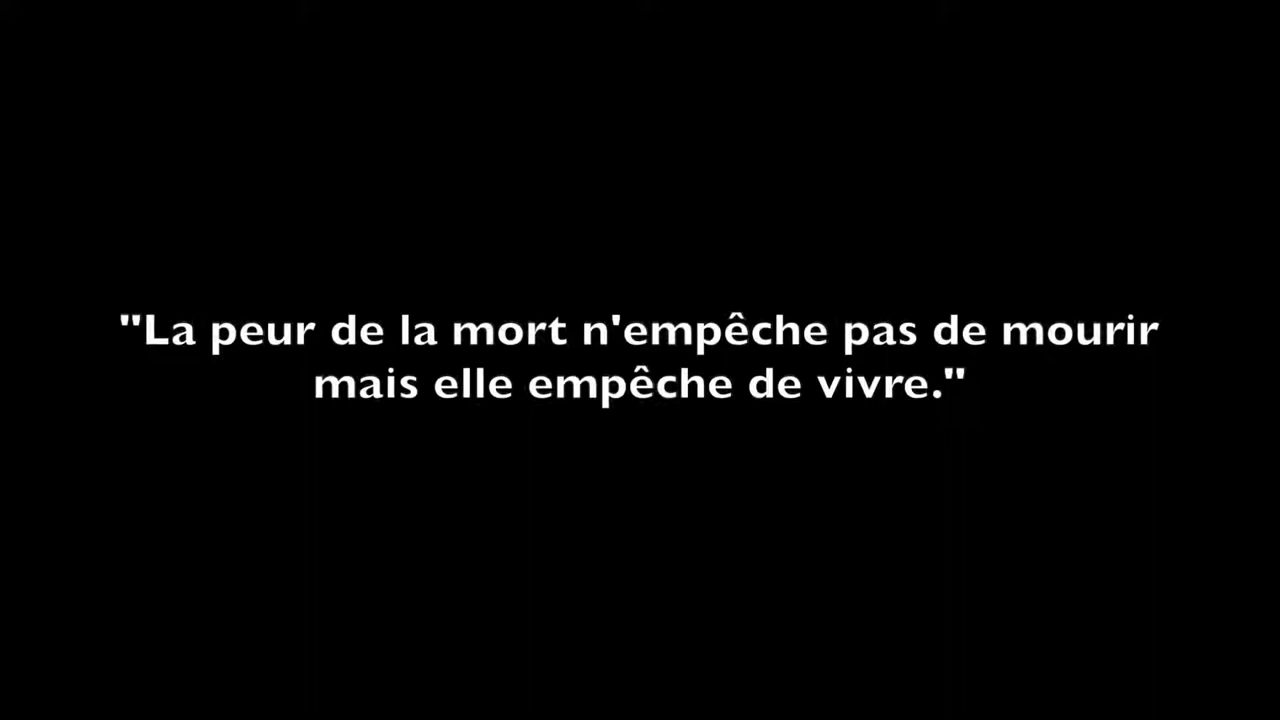 "La peur de la mort n'empêche pas de mourir
mais elle empêche de vivre."